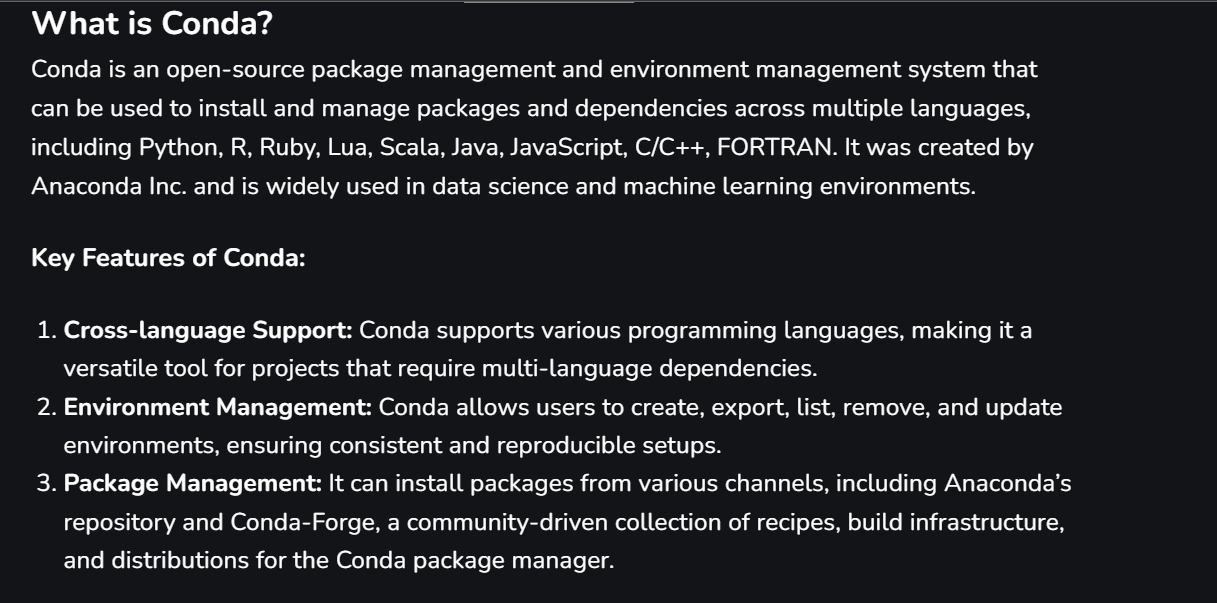 What is Conda?
Conda is an open-source package management and environment management system that
can be used to install and manage packages and dependencies across multiple languages,
including Python, R, Ruby, Lua, Scala, Java, JavaScript, C/C++, FORTRAN. It was created by
Anaconda Inc. and is widely used in data science and machine learning environments.
Key Features of Conda:
1. Cross-language Support: Conda supports various programming languages, making it a
versatile tool for projects that require multi-language dependencies.
2. Environment Management: Conda allows users to create, export, list, remove, and update
environments, ensuring consistent and reproducible setups.
3. Package Management: It can install packages from various channels, including Anaconda’s
repository and Conda-Forge, a community-driven collection of recipes, build infrastructure,
and distributions for the Conda package manager.